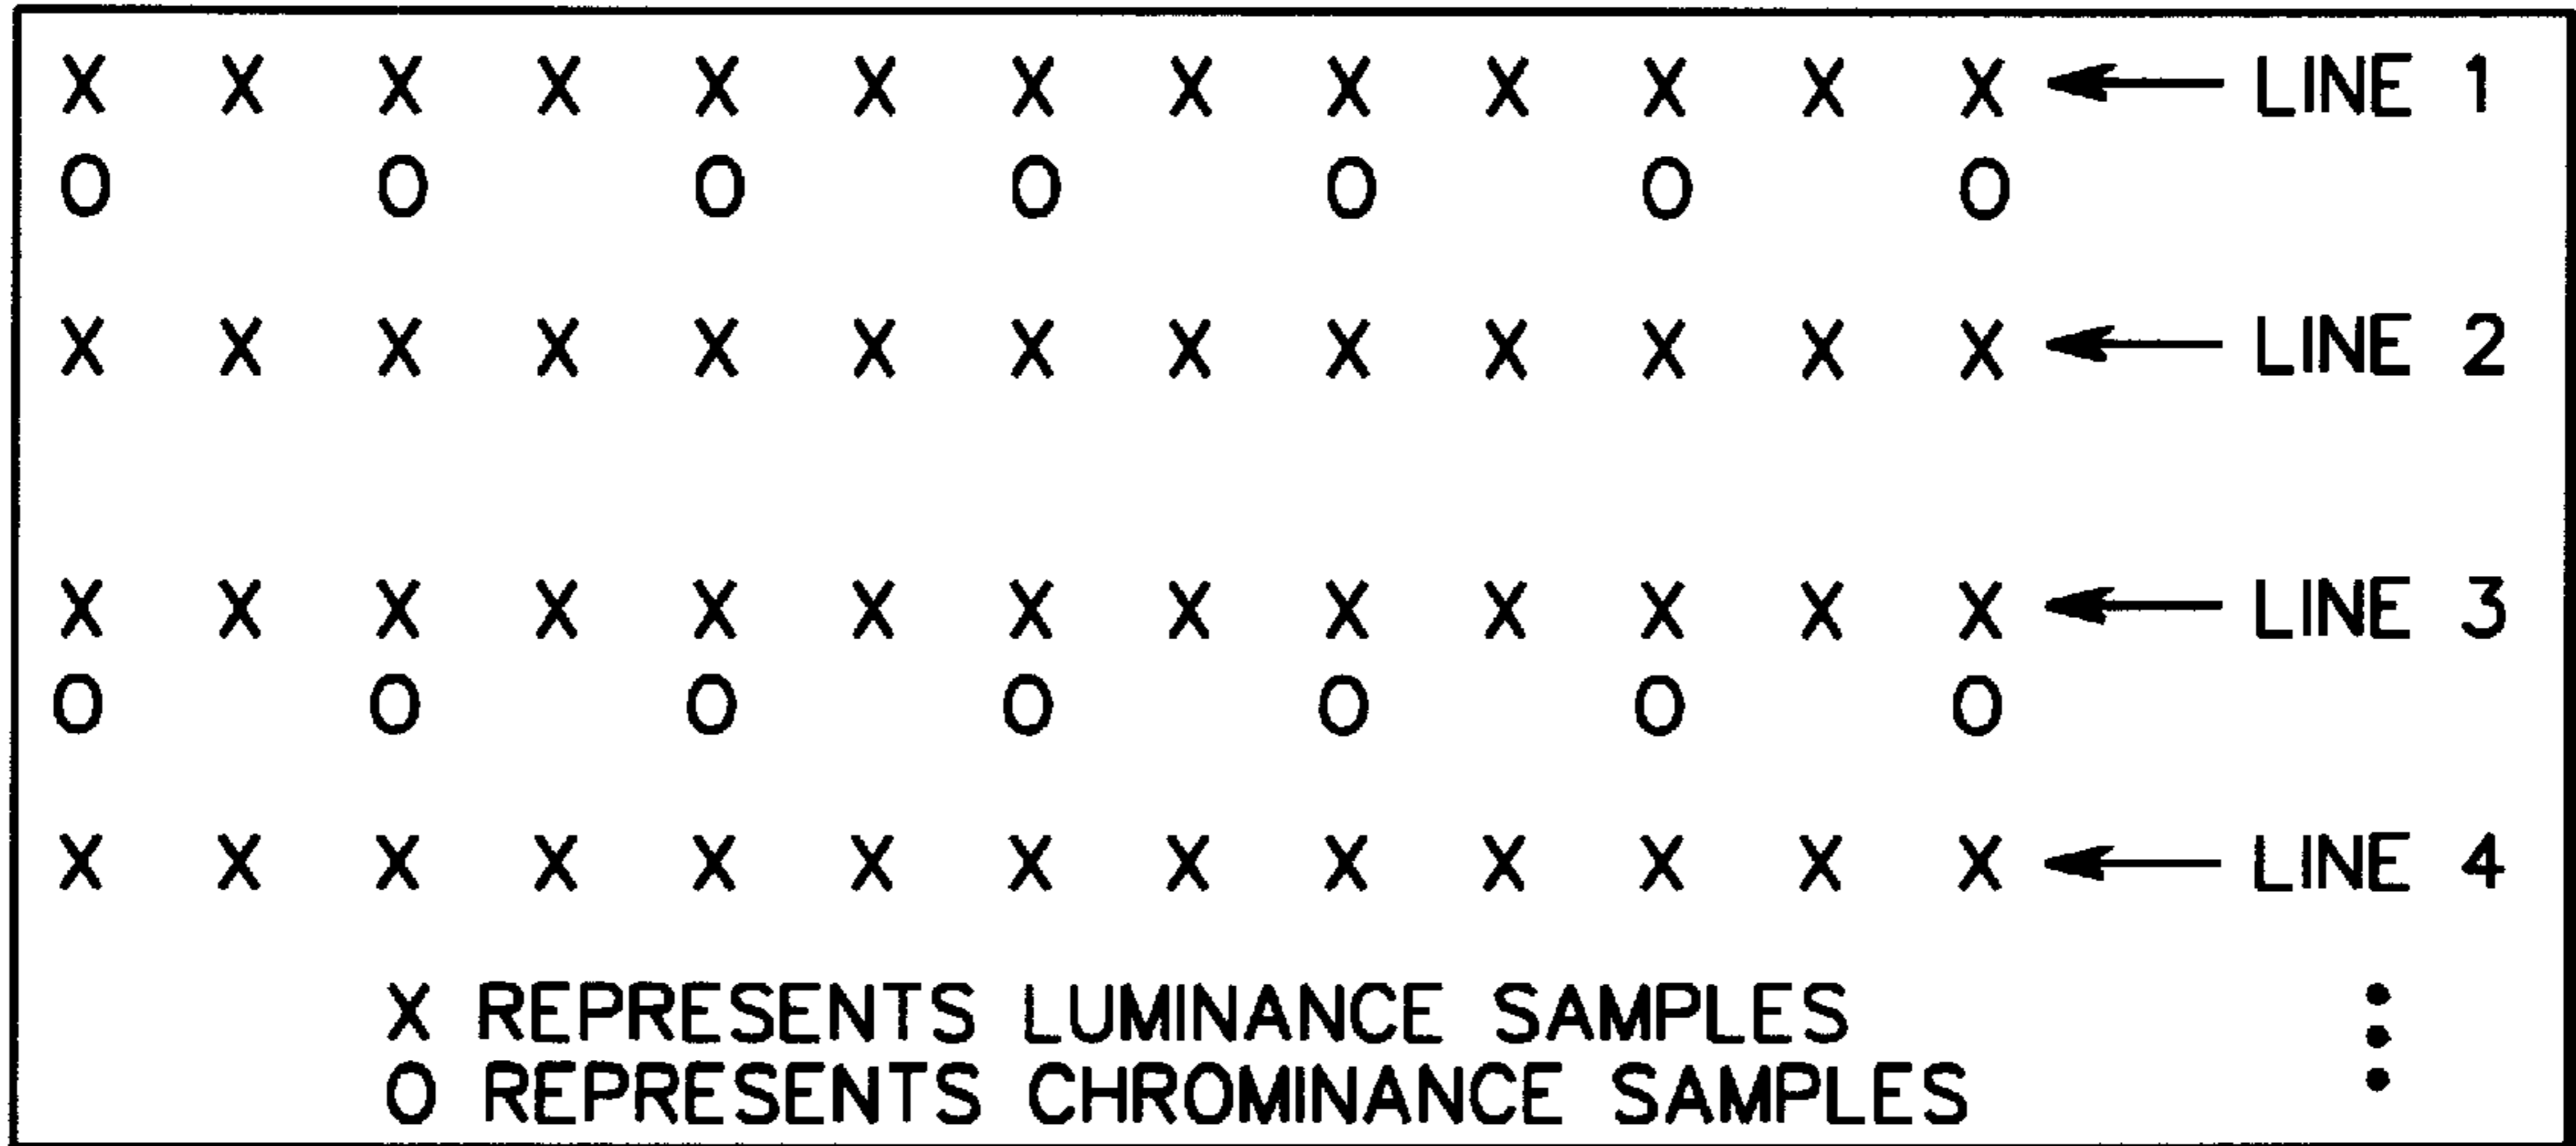 X X X X X X X X X X X X X LINE 1
O O O O O O O
X X X X X X X X X X X X X LINE 2
X X X X X X X X X X X X X LINE 3
O O O O O O O
X X X X X X X X X X X X X LINE 4
X REPRESENTS LUMINANCE SAMPLES
O REPRESENTS CHROMINANCE SAMPLES